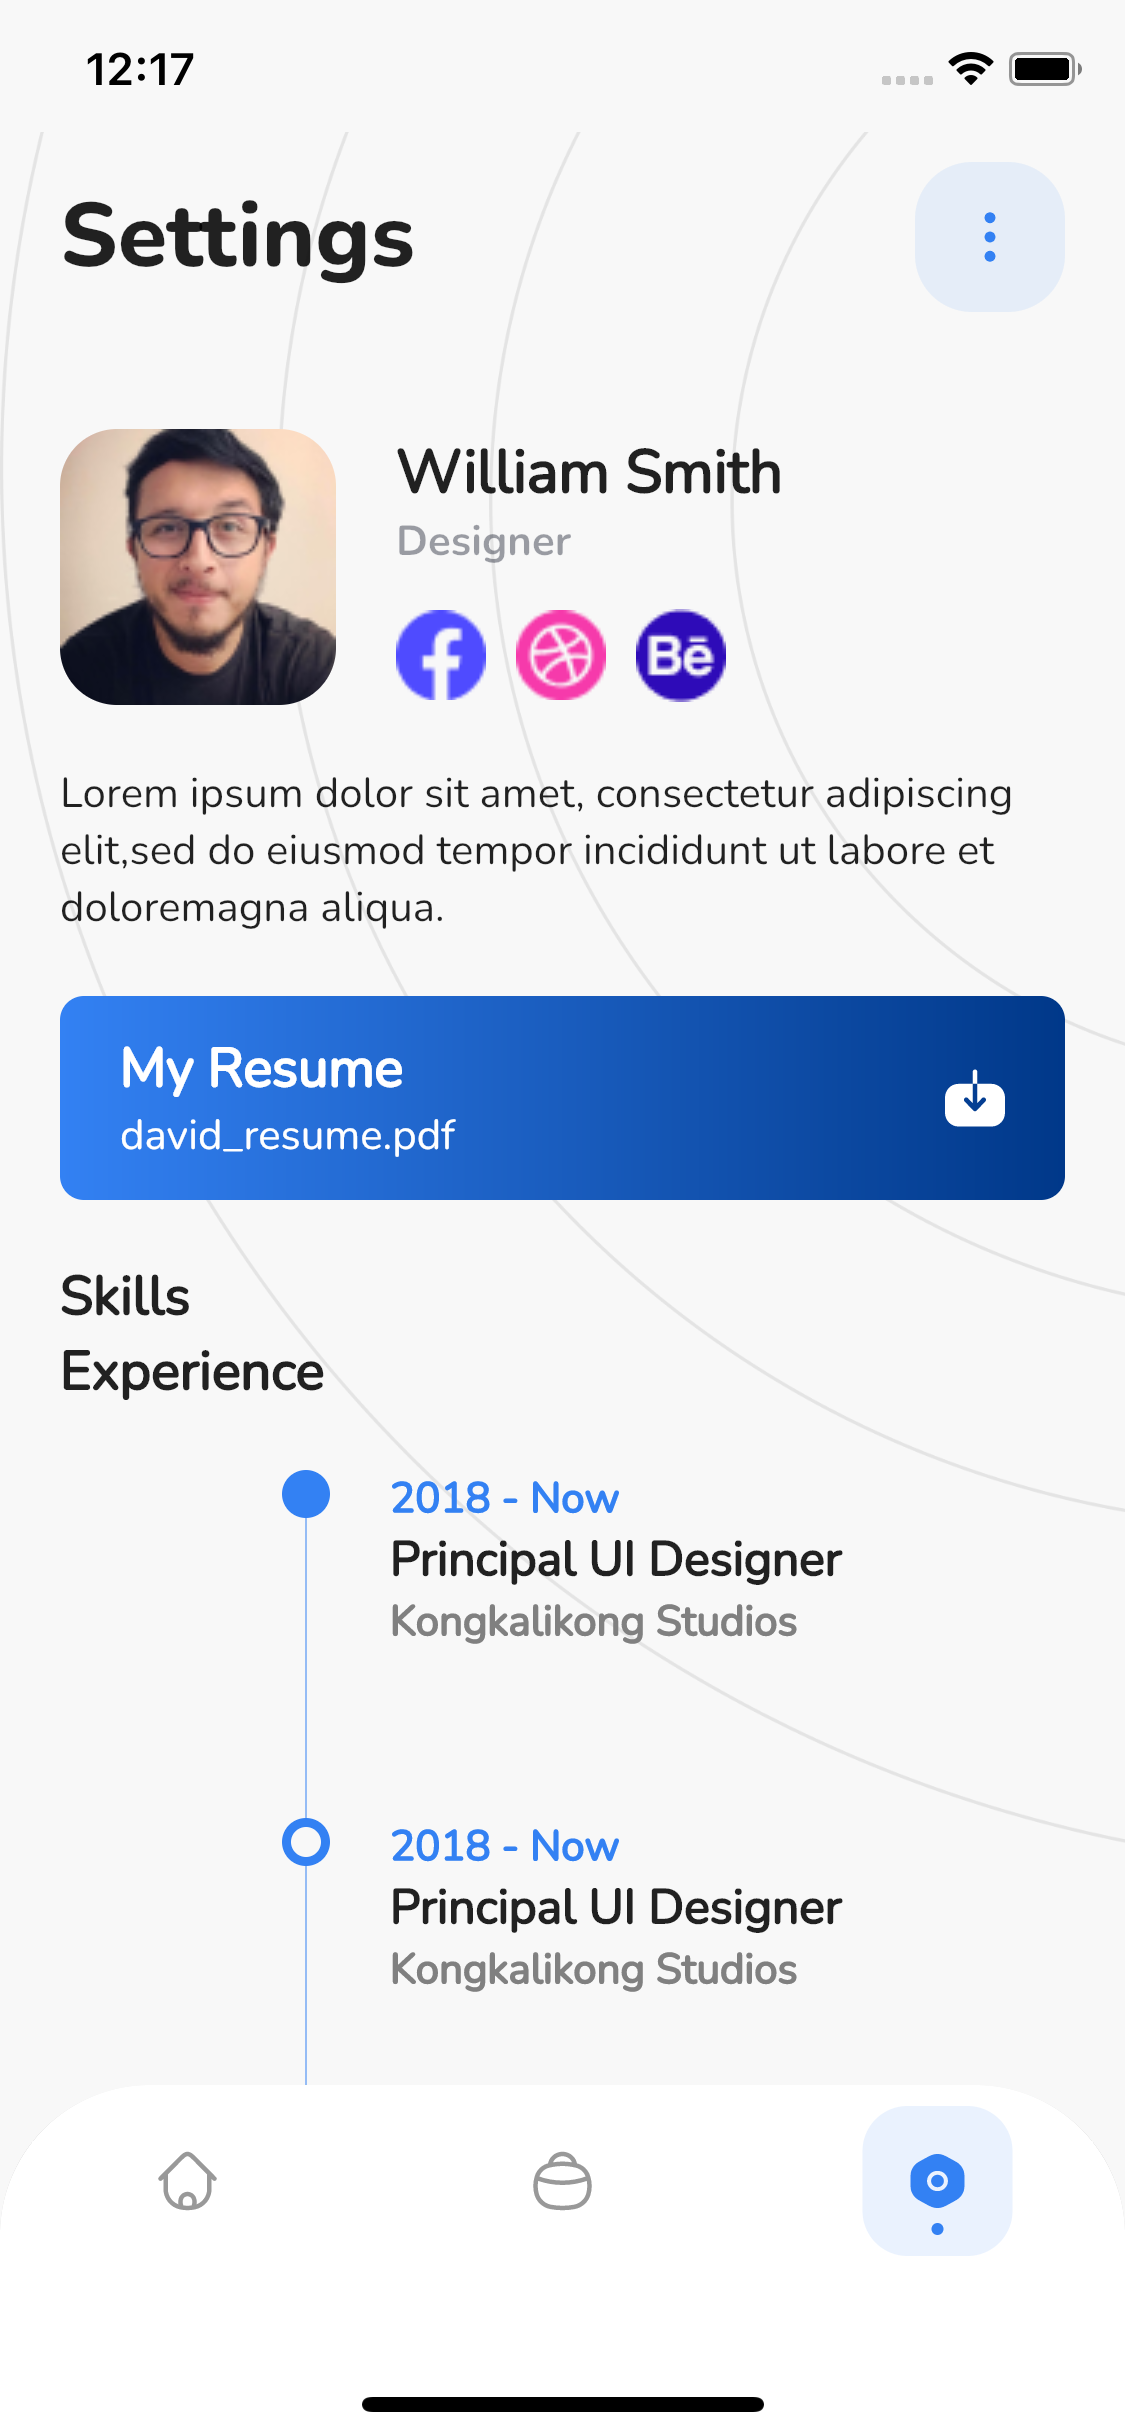 12:17
Settings
William Smith
Designer
Bē
Lorem ipsum dolor sit amet, consectetur adipiscing
elit,sed do eiusmod tempor incididunt ut labore et
doloremagna aliqua.
My Resume
david_resume.pdf
Skills
Experience
2018 - Now
Principal UI Designer
Kongkalikong Studios
2018 - Now
Principal UI Designer
Kongkalikong Studios